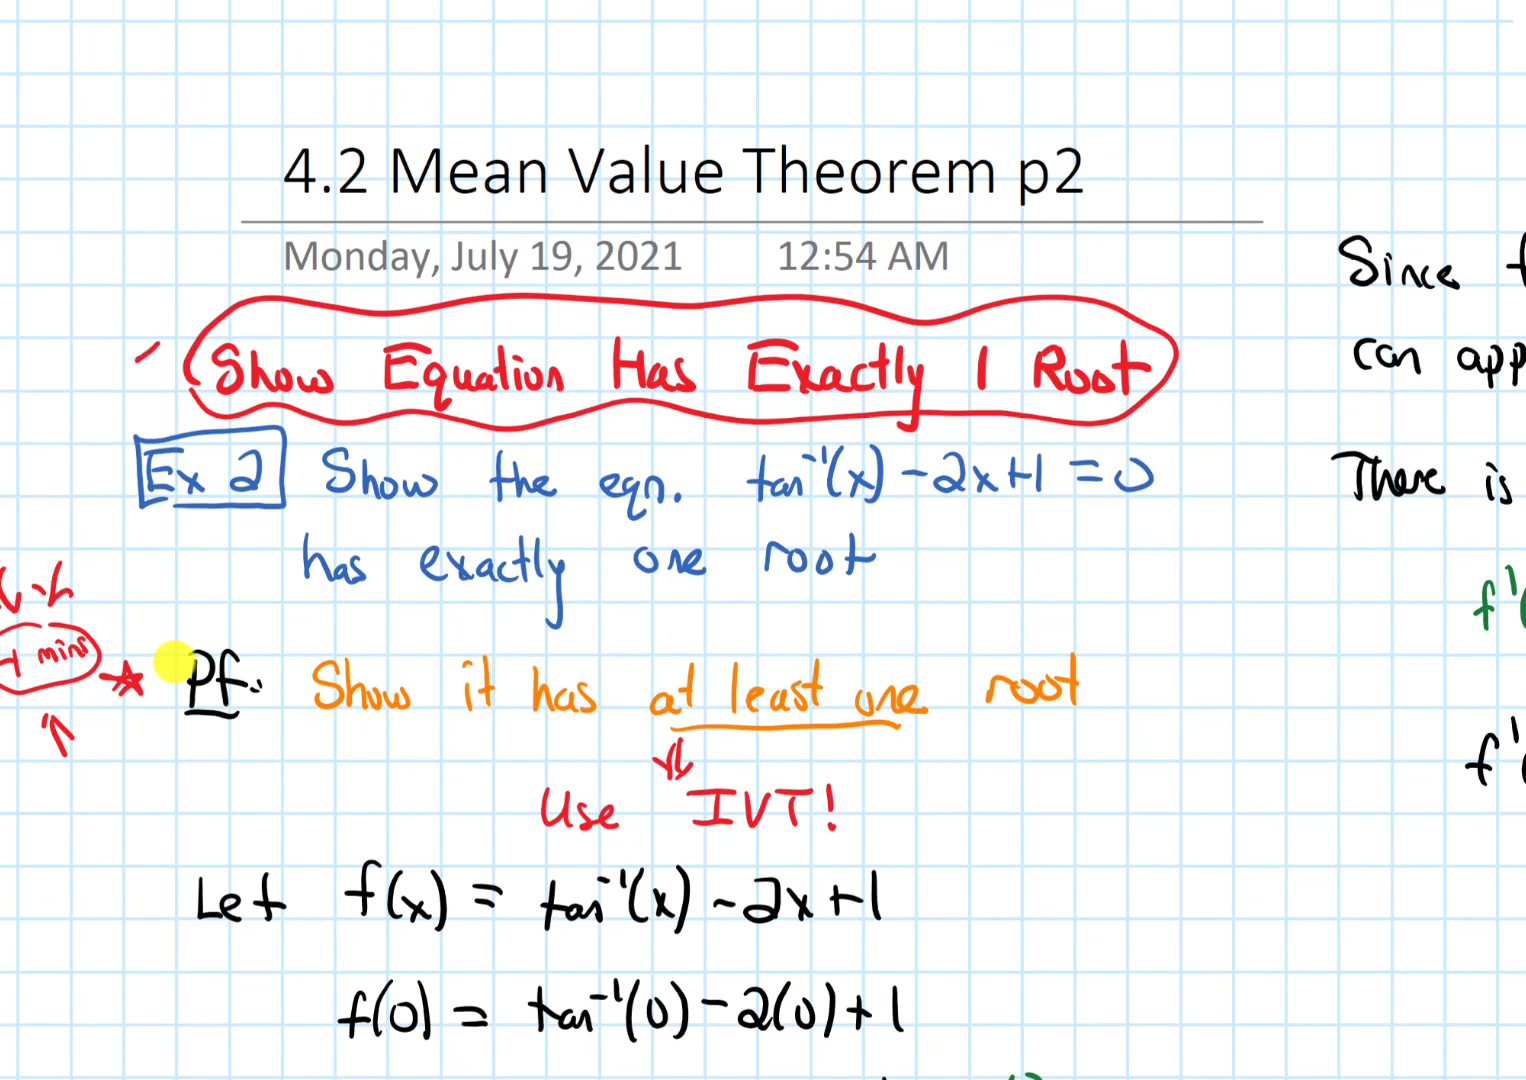 4.2 Mean Value Theorem p2
Monday, July 19, 2021 12:54 AM
Show Equation Has Exactly 1 Root
Ex 2 Show the eqn. tan⁻¹(x) - 2x + 1 = 0
has exactly one root
mins
Pf: Show it has at least one root
Use IVT!
Let f(x) = tan⁻¹(x) - 2x + 1
f(0) = tan⁻¹(0) - 2(0) + 1
Since f
can app
There is
f'(
f'(